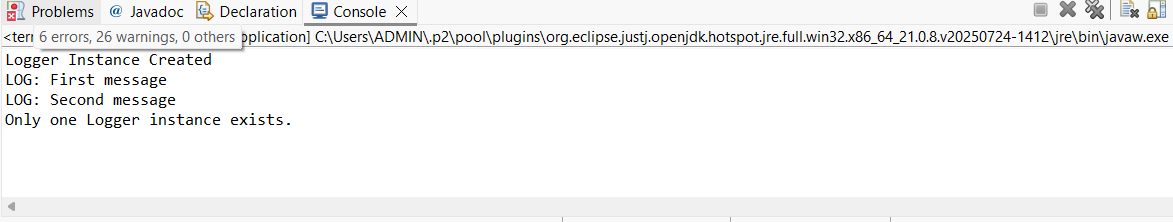 Problems @ Javadoc Declaration Console
<ter 6 errors, 26 warnings, 0 others pplication] C:\Users\ADMIN\.p2\pool\plugins\org.eclipse.justj.openjdk.hotspot.jre.full.win32.x86_64_21.0.8.v20250724-1412\jre\bin\javaw.exe
Logger Instance Created
LOG: First message
LOG: Second message
Only one Logger instance exists.